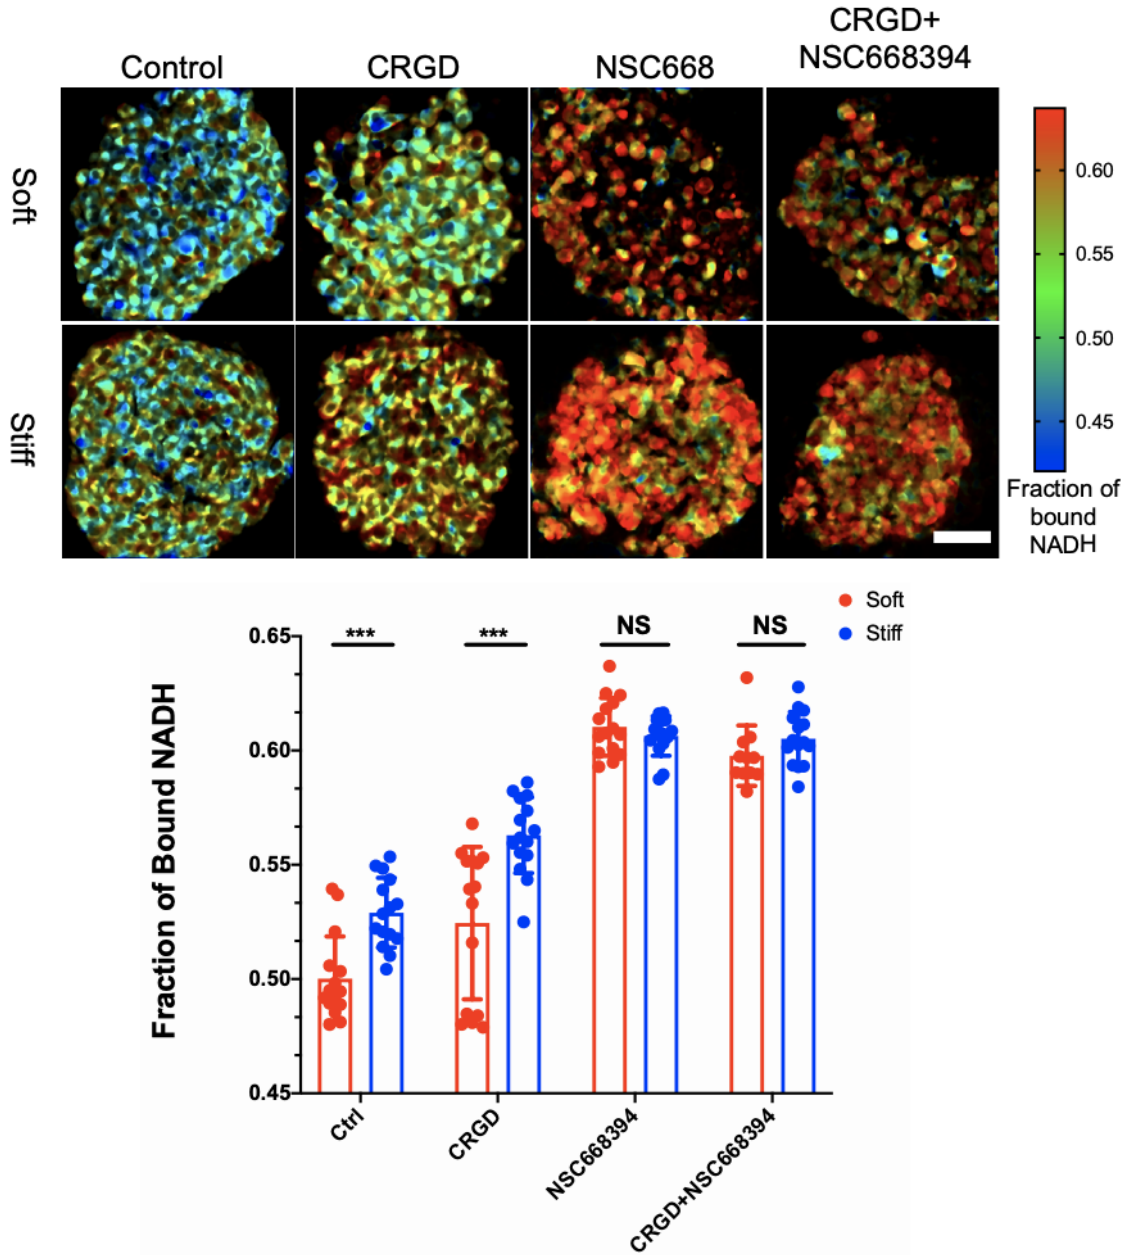 Control
CRGD
NSC668
CRGD+
NSC668394
Soft
Stiff
0.60
0.55
0.50
0.45
Fraction of
bound
NADH
Soft
Stiff
***
***
NS
NS
Fraction of Bound NADH
0.65
0.60
0.55
0.50
0.45
Ctrl
CRGD
NSC668394
CRGD+NSC668394